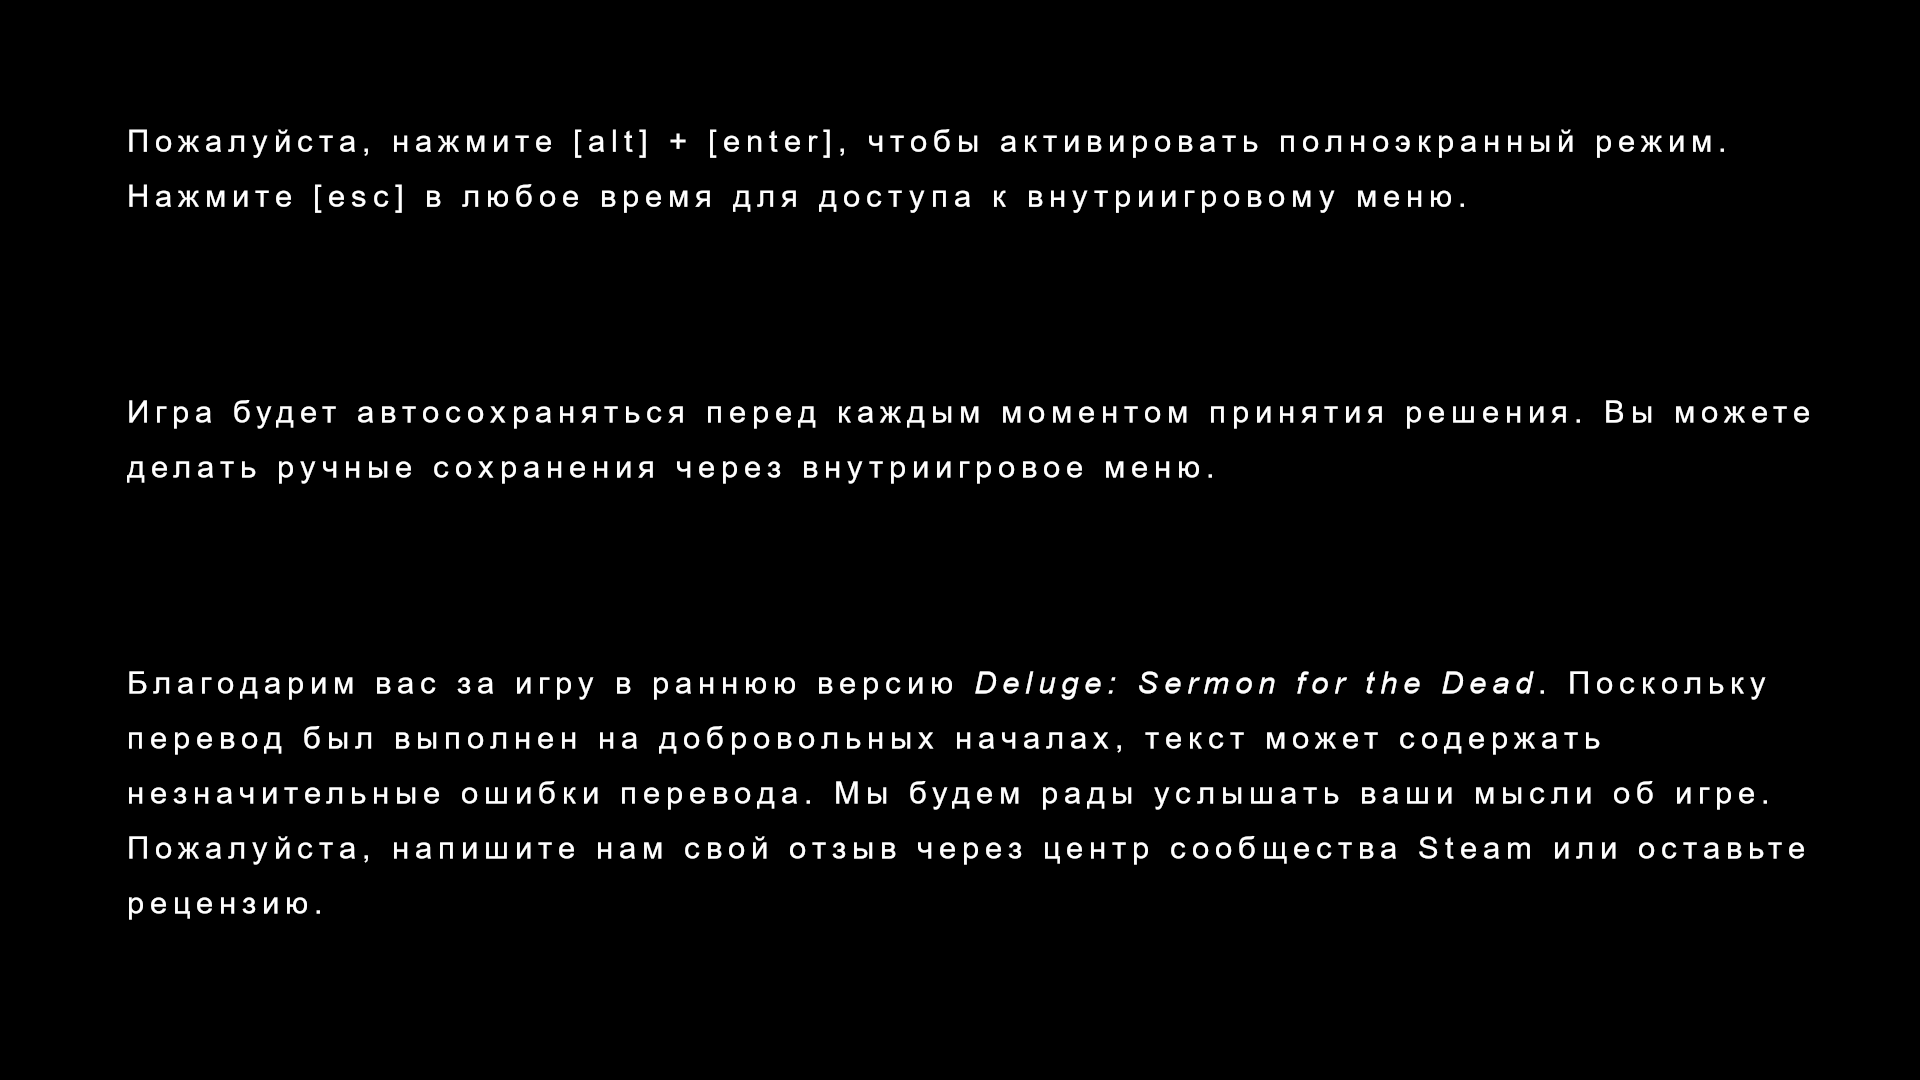 Пожалуйста, нажмите [alt] + [enter], чтобы активировать полноэкранный режим.
Нажмите [esc] в любое время для доступа к внутриигровому меню.
Игра будет автосохраняться перед каждым моментом принятия решения. Вы можете
делать ручные сохранения через внутриигровое меню.
Благодарим вас за игру в раннюю версию Deluge: Sermon for the Dead. Поскольку
перевод был выполнен на добровольных началах, текст может содержать
незначительные ошибки перевода. Мы будем рады услышать ваши мысли об игре.
Пожалуйста, напишите нам свой отзыв через центр сообщества Steam или оставьте
рецензию.